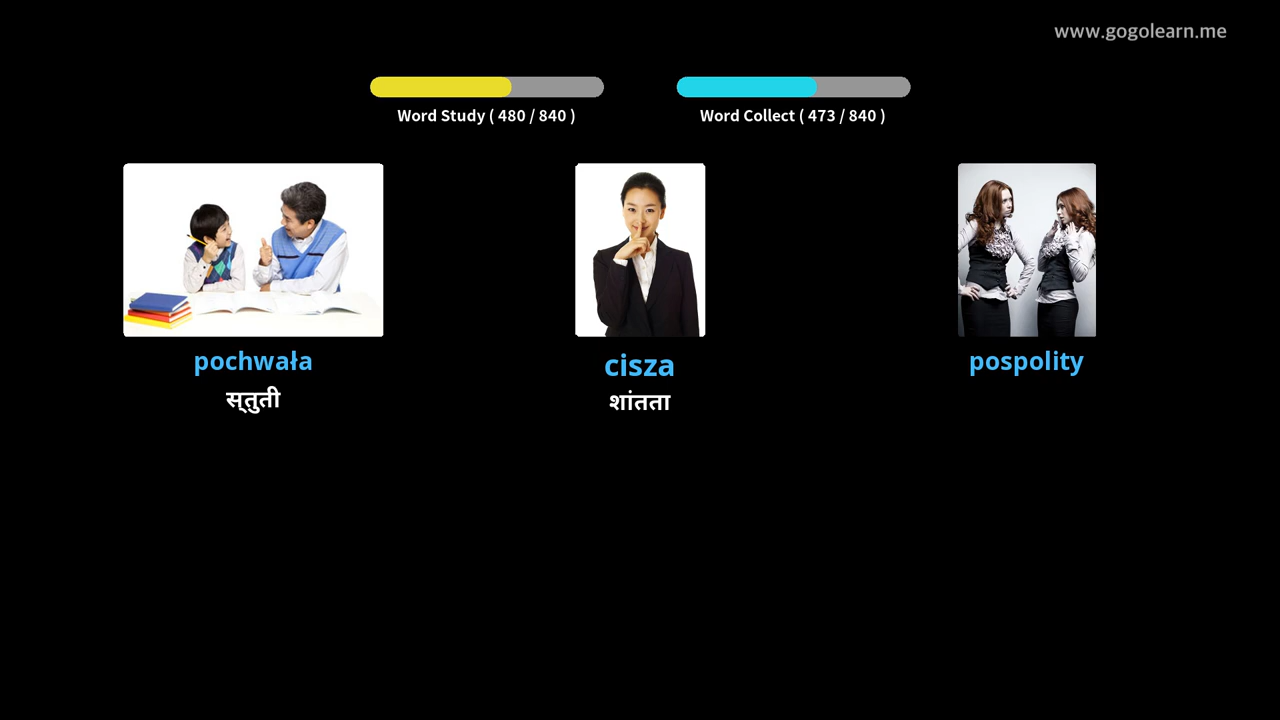 www.gogolearn.me
Word Study ( 480 / 840 )
Word Collect ( 473 / 840 )
pochwała
cisza
pospolity
स्तुती
शांतता